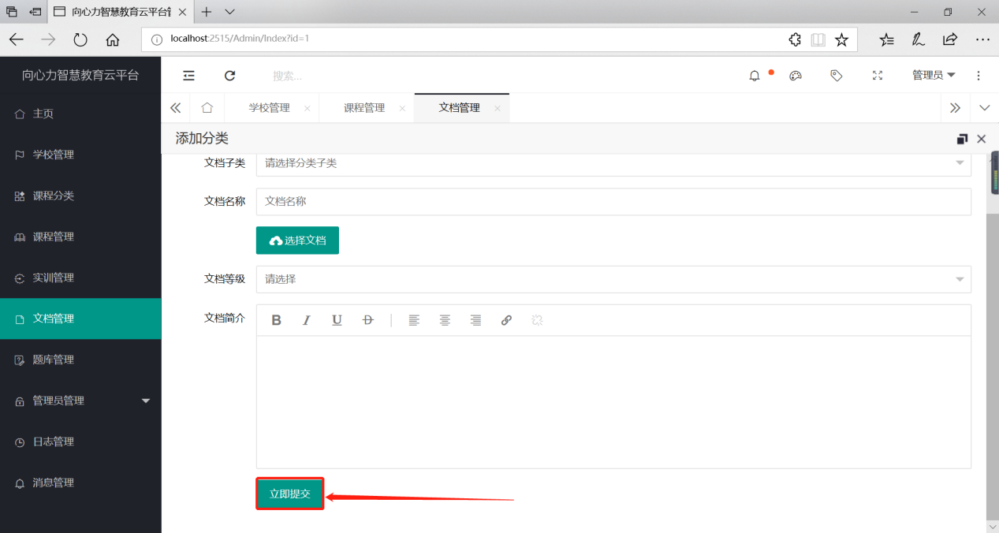 向心力智慧教育云平台管
localhost:2515/Admin/Index?id=1
向心力智慧教育云平台
搜索...
管理员
主页
学校管理
课程分类
课程管理
实训管理
文档管理
题库管理
管理员管理
日志管理
消息管理
学校管理
课程管理
文档管理
添加分类
文档子类
请选择分类子类
文档名称
文档名称
选择文档
文档等级
请选择
文档简介
B I U D
立即提交